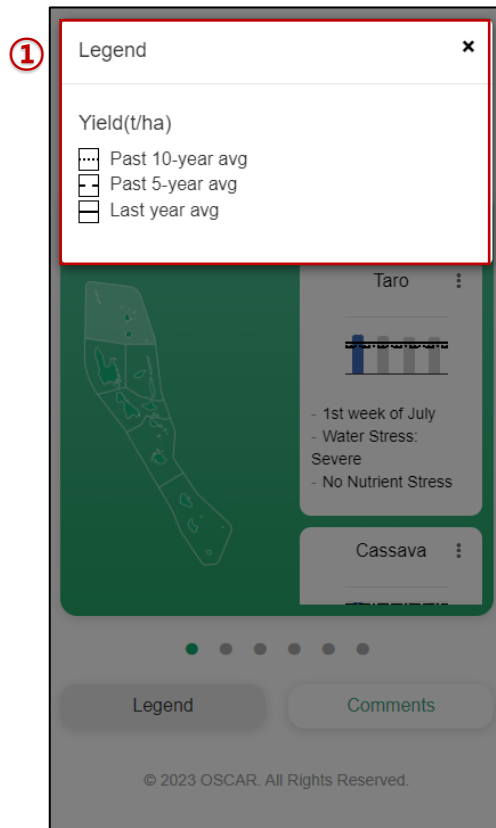 ①
Legend ×
Yield(t/ha)
Past 10-year avg
Past 5-year avg
Last year avg
Taro
- 1st week of July
- Water Stress:
Severe
- No Nutrient Stress
Cassava
Legend
Comments
© 2023 OSCAR. All Rights Reserved.